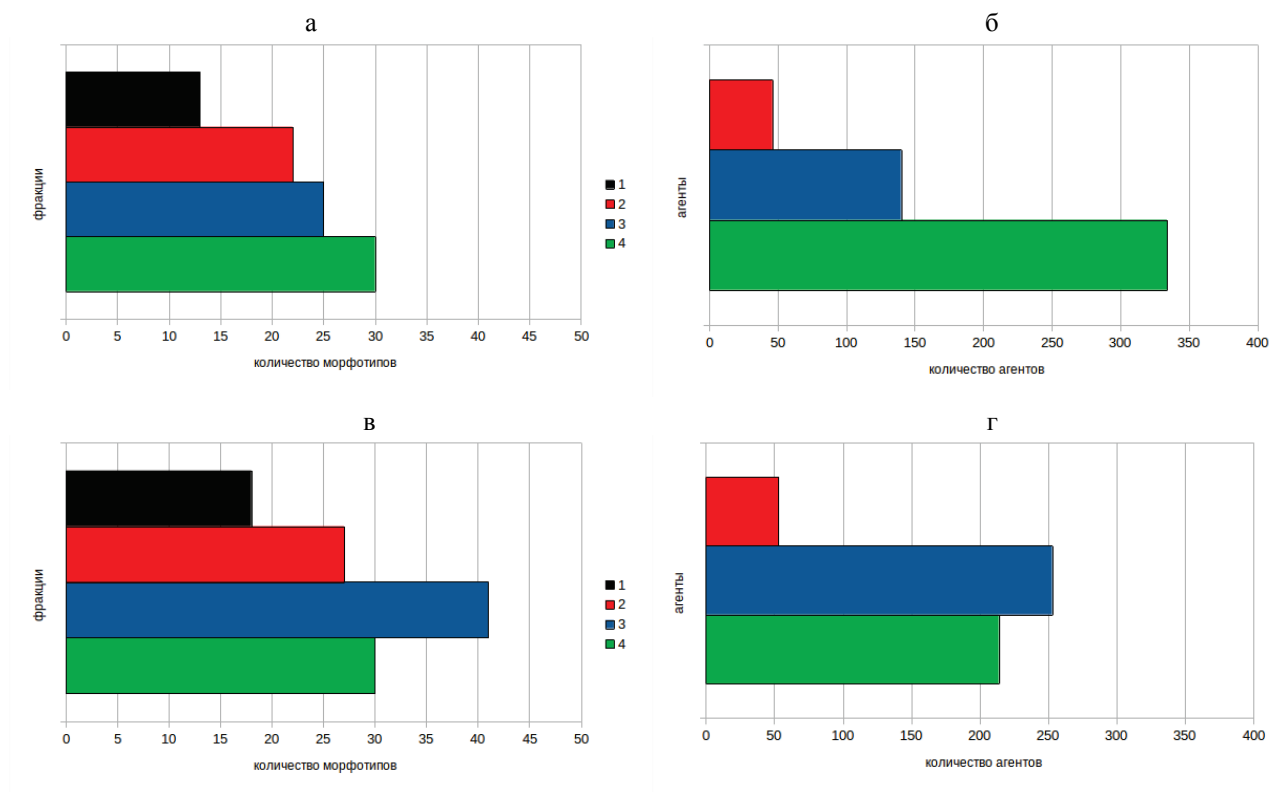 а
фракции
0 5 10 15 20 25 30 35 40 45 50
количество морфотипов
1
2
3
4
б
агенты
0 50 100 150 200 250 300 350 400
количество агентов
в
фракции
0 5 10 15 20 25 30 35 40 45 50
количество морфотипов
1
2
3
4
г
агенты
0 50 100 150 200 250 300 350 400
количество агентов